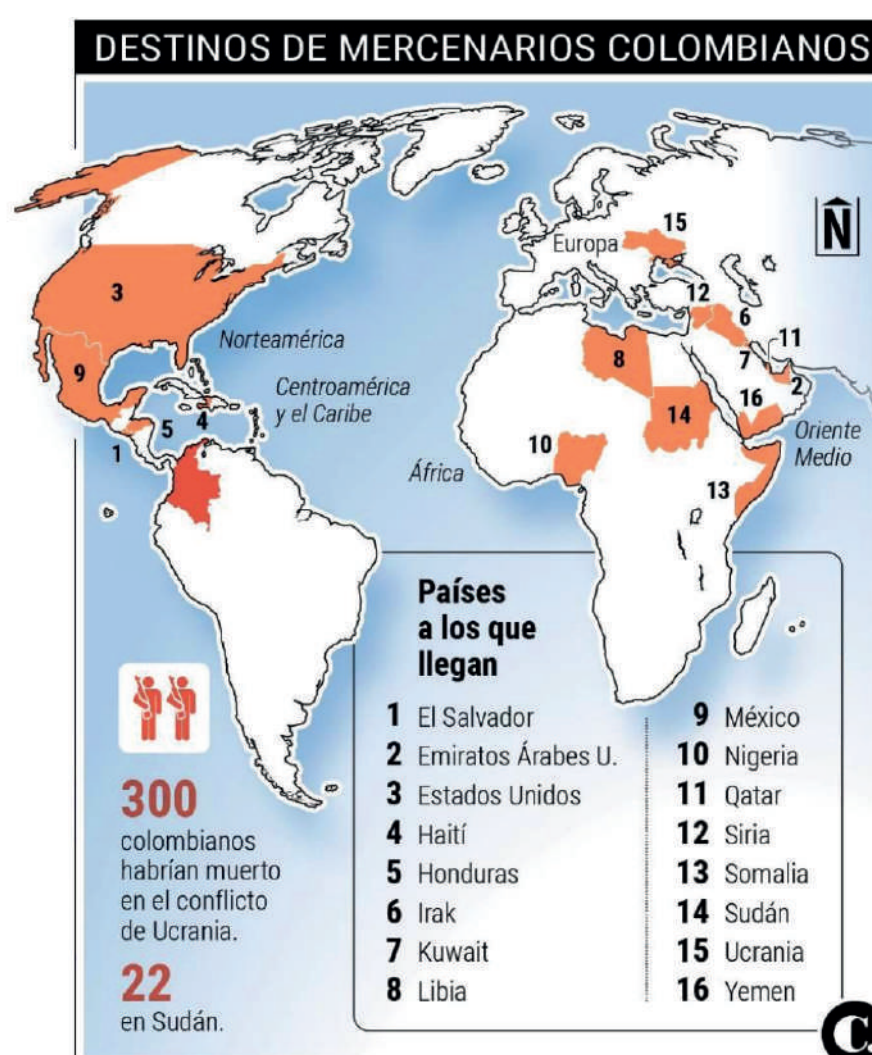 DESTINOS DE MERCENARIOS COLOMBIANOS
N
15
Europa
3
12
6
Norteamérica
11
9
8
7
2
Centroamérica
y el Caribe
16
4
14
5
10
Oriente
Medio
1
África
13
Países
a los que
llegan
1 El Salvador
2 Emiratos Árabes U.
3 Estados Unidos
4 Haití
5 Honduras
6 Irak
7 Kuwait
8 Libia
9 México
10 Nigeria
11 Qatar
12 Siria
13 Somalia
14 Sudán
15 Ucrania
16 Yemen
300
colombianos
habrían muerto
en el conflicto
de Ucrania.
22
en Sudán.
C.